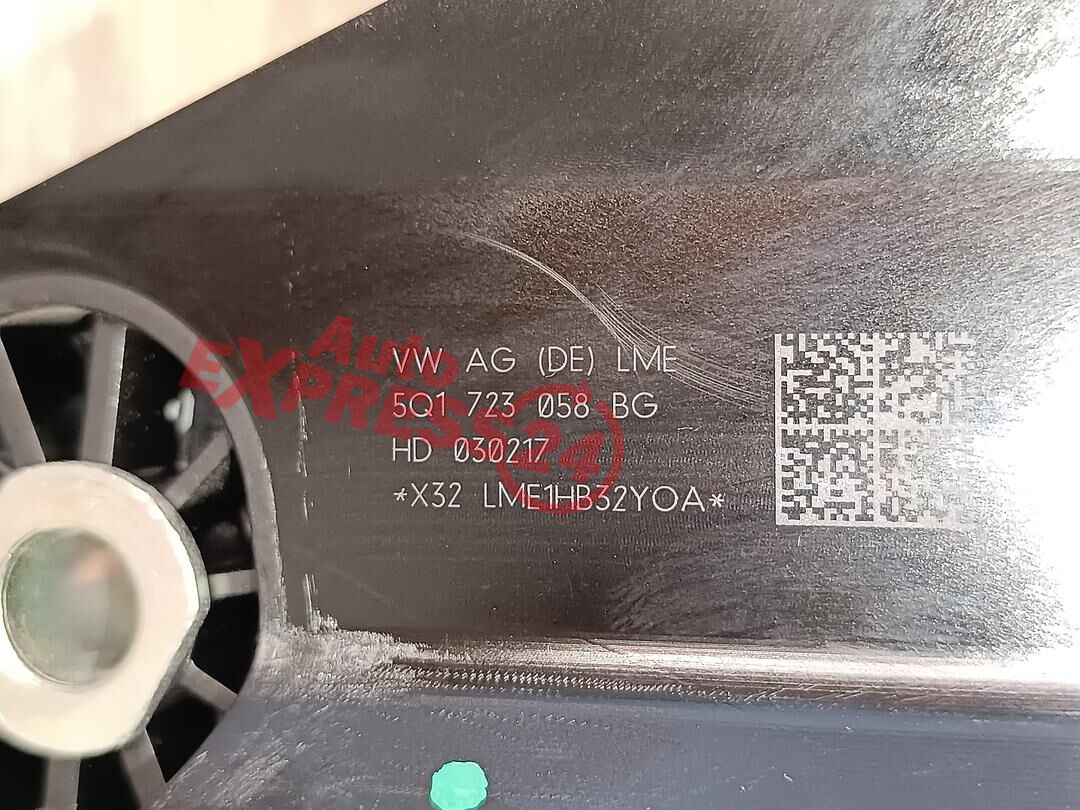 VW AG (DE) LME
5Q1 723 058 BG
HD 030217
*X32 LME1HB32YOA*
Auto
EXPRESS24